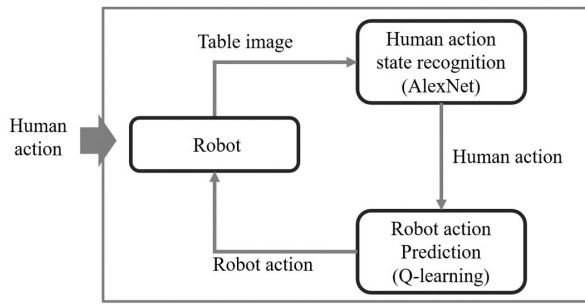 Table image
Human action
state recognition
(AlexNet)
Human
action
Robot
Human action
Robot action
Robot action
Prediction
(Q-learning)